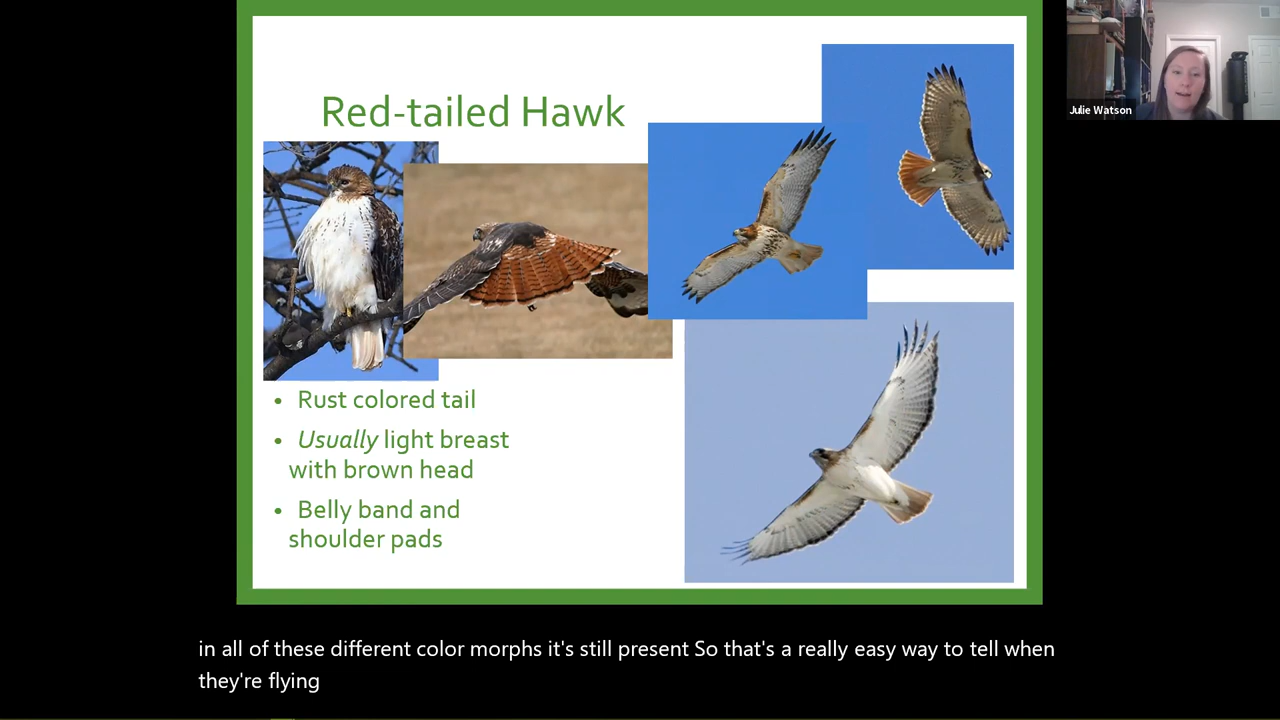 Red-tailed Hawk
Julie Watson
• Rust colored tail
• Usually light breast
with brown head
• Belly band and
shoulder pads
in all of these different color morphs it's still present So that's a really easy way to tell when
they're flying